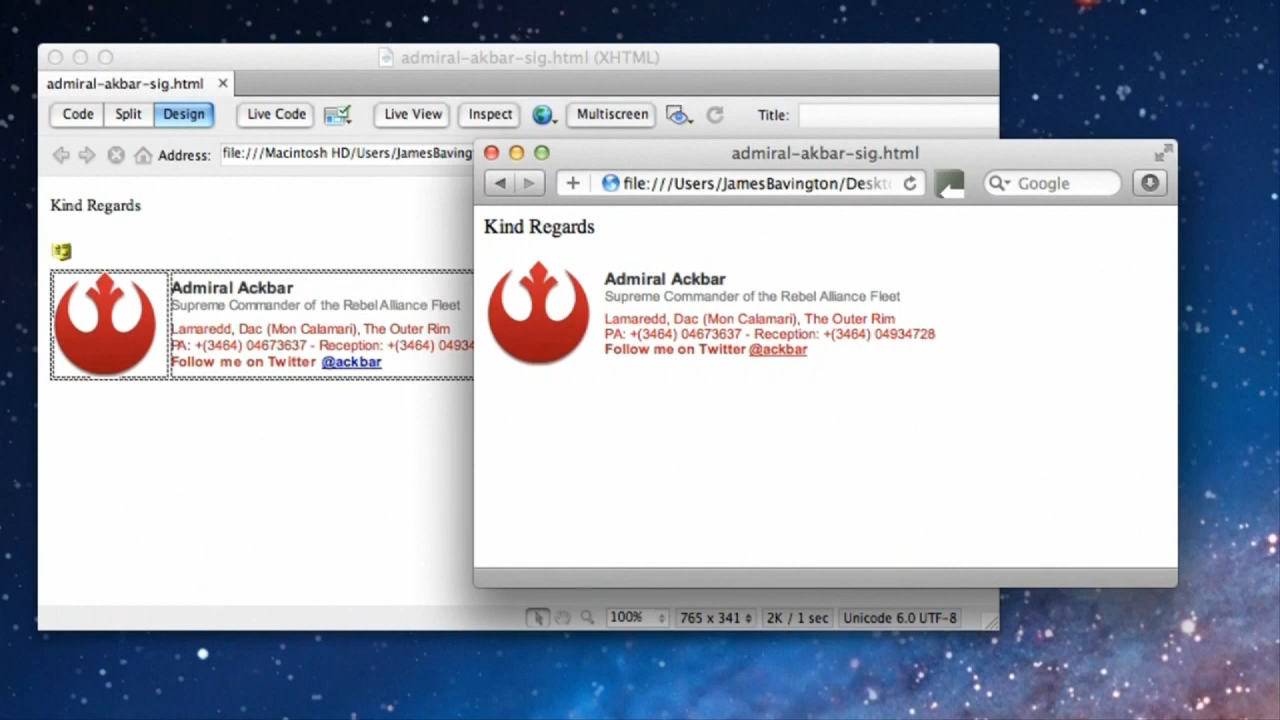 admiral-akbar-sig.html (XHTML)
admiral-akbar-sig.html
Code Split Design Live Code Live View Inspect Multiscreen Title:
Address: file:///Macintosh HD/Users/JamesBaving
Kind Regards
Admiral Ackbar
Supreme Commander of the Rebel Alliance Fleet
Lamaredd, Dac (Mon Calamari), The Outer Rim
PA: +(3464) 04673637 - Reception: +(3464) 0493
Follow me on Twitter @ackbar
100% 765 x 341 2K / 1 sec Unicode 6.0 UTF-8
admiral-akbar-sig.html
file:///Users/JamesBavington/Deskt Google
Kind Regards
Admiral Ackbar
Supreme Commander of the Rebel Alliance Fleet
Lamaredd, Dac (Mon Calamari), The Outer Rim
PA: +(3464) 04673637 - Reception: +(3464) 04934728
Follow me on Twitter @ackbar